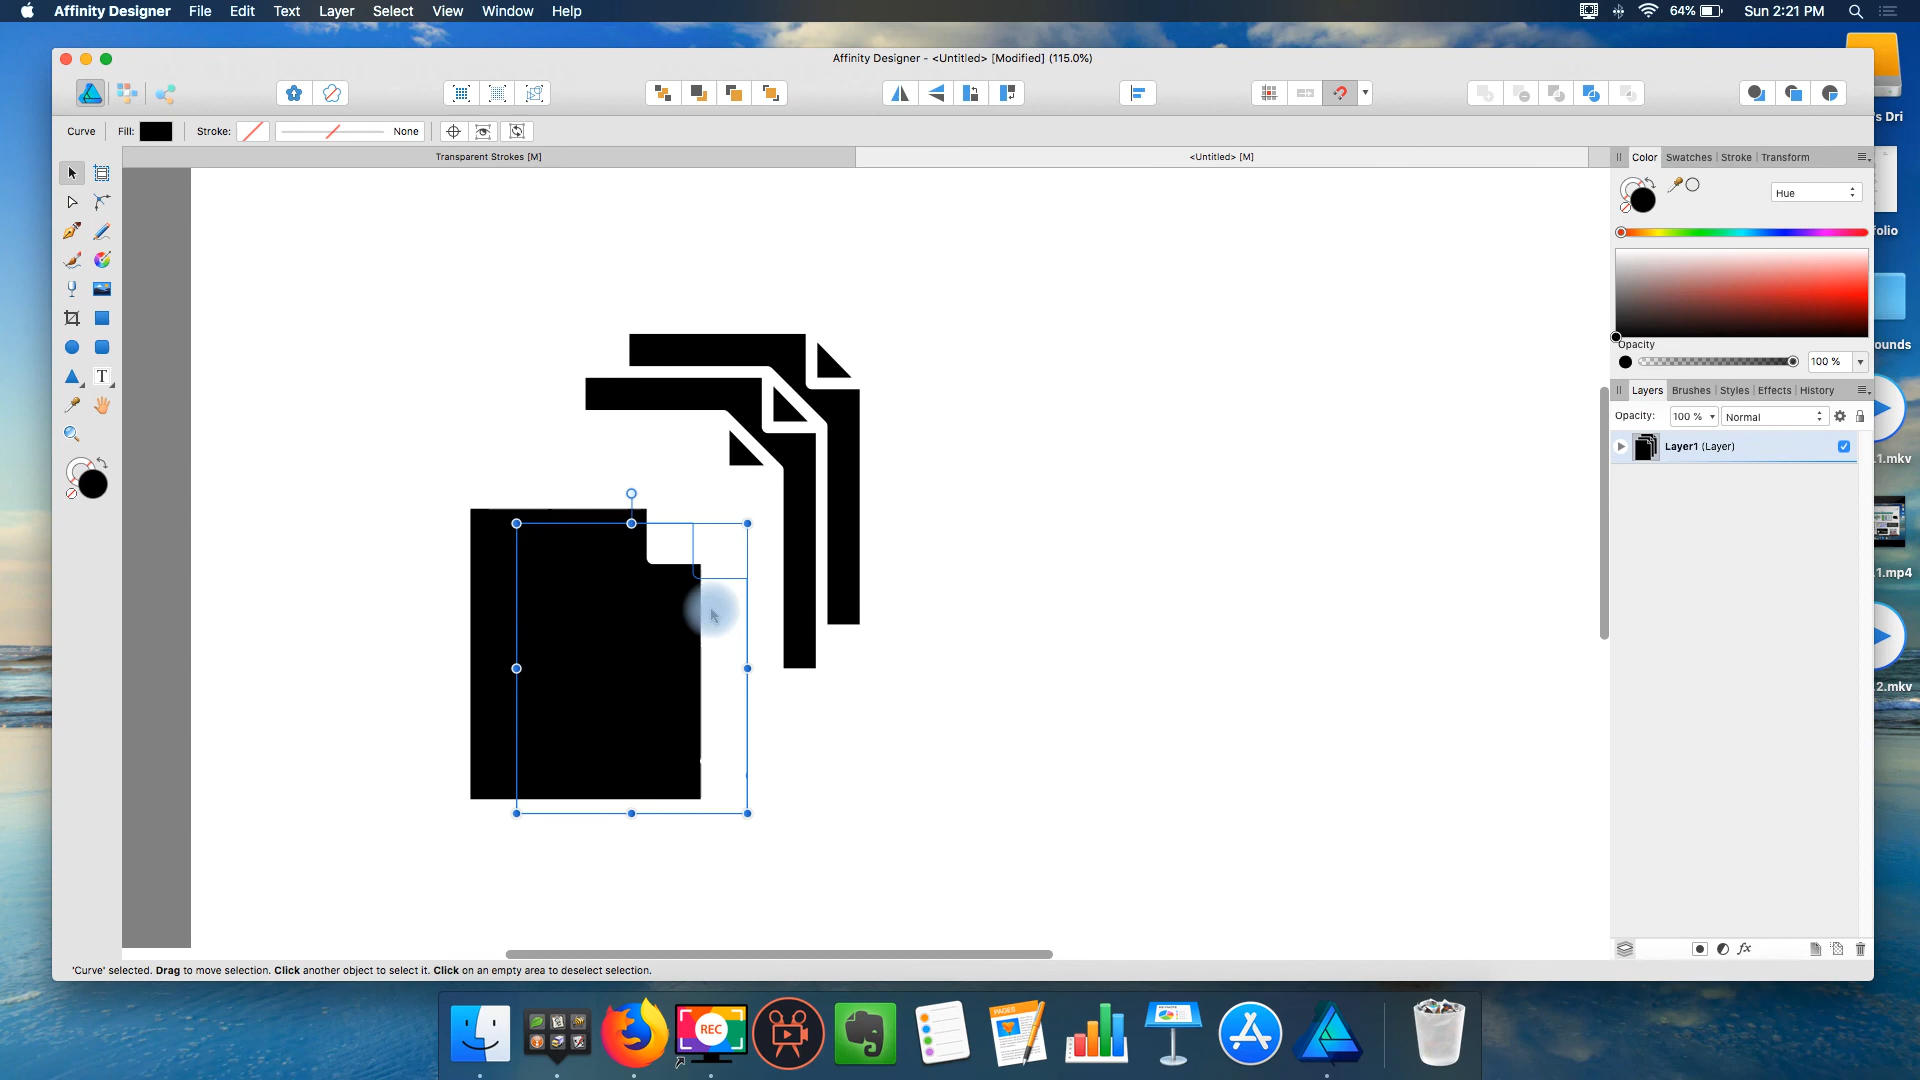 Affinity Designer File Edit Text Layer Select View Window Help 64% Sun 2:21 PM
Affinity Designer - <Untitled> [Modified] (115.0%)
Curve Fill: Stroke: None
Transparent Strokes [M] <Untitled> [M]
Color Swatches Stroke Transform
Hue
Opacity
100 %
Layers Brushes Styles Effects History
Opacity: 100 % Normal
Layer1 (Layer)
fx
T
's Dri
folio
ounds
.1.mkv
.1.mp4
.2.mkv
'Curve' selected. Drag to move selection. Click another object to select it. Click on an empty area to deselect selection.
REC
PAGES